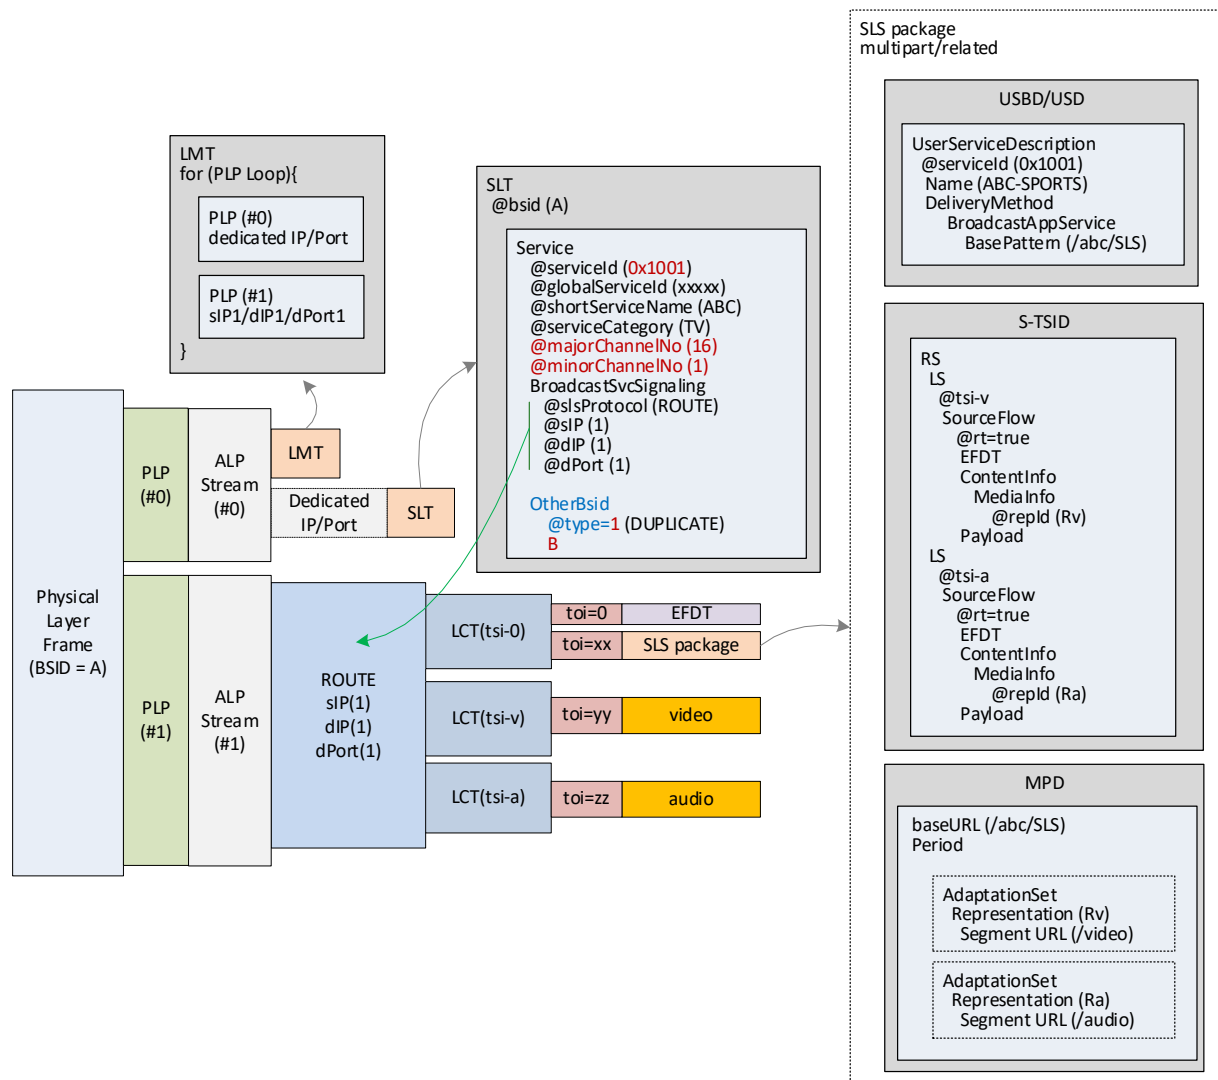 SLS package
multipart/related
USBD/USD
UserServiceDescription
@serviceId (0x1001)
Name (ABC-SPORTS)
DeliveryMethod
BroadcastAppService
BasePattern (/abc/SLS)
LMT
for (PLP Loop){
PLP (#0)
dedicated IP/Port
PLP (#1)
sIP1/dIP1/dPort1
}
SLT
@bsid (A)
Service
@serviceId (0x1001)
@globalServiceId (xxxxx)
@shortServiceName (ABC)
@serviceCategory (TV)
@majorChannelNo (16)
@minorChannelNo (1)
BroadcastSvcSignaling
@slsProtocol (ROUTE)
@sIP (1)
@dIP (1)
@dPort (1)
OtherBsid
@type=1 (DUPLICATE)
B
S-TSID
RS
LS
@tsi-v
SourceFlow
@rt=true
EFDT
ContentInfo
MediaInfo
@repId (Rv)
Payload
LS
@tsi-a
SourceFlow
@rt=true
EFDT
ContentInfo
MediaInfo
@repId (Ra)
Payload
Physical
Layer
Frame
(BSID = A)
PLP
(#0)
ALP
Stream
(#0)
LMT
Dedicated
IP/Port
SLT
PLP
(#1)
ALP
Stream
(#1)
ROUTE
sIP(1)
dIP(1)
dPort(1)
LCT(tsi-0)
toi=0
EFDT
toi=xx
SLS package
LCT(tsi-v)
toi=yy
video
LCT(tsi-a)
toi=zz
audio
MPD
baseURL (/abc/SLS)
Period
AdaptationSet
Representation (Rv)
Segment URL (/video)
AdaptationSet
Representation (Ra)
Segment URL (/audio)